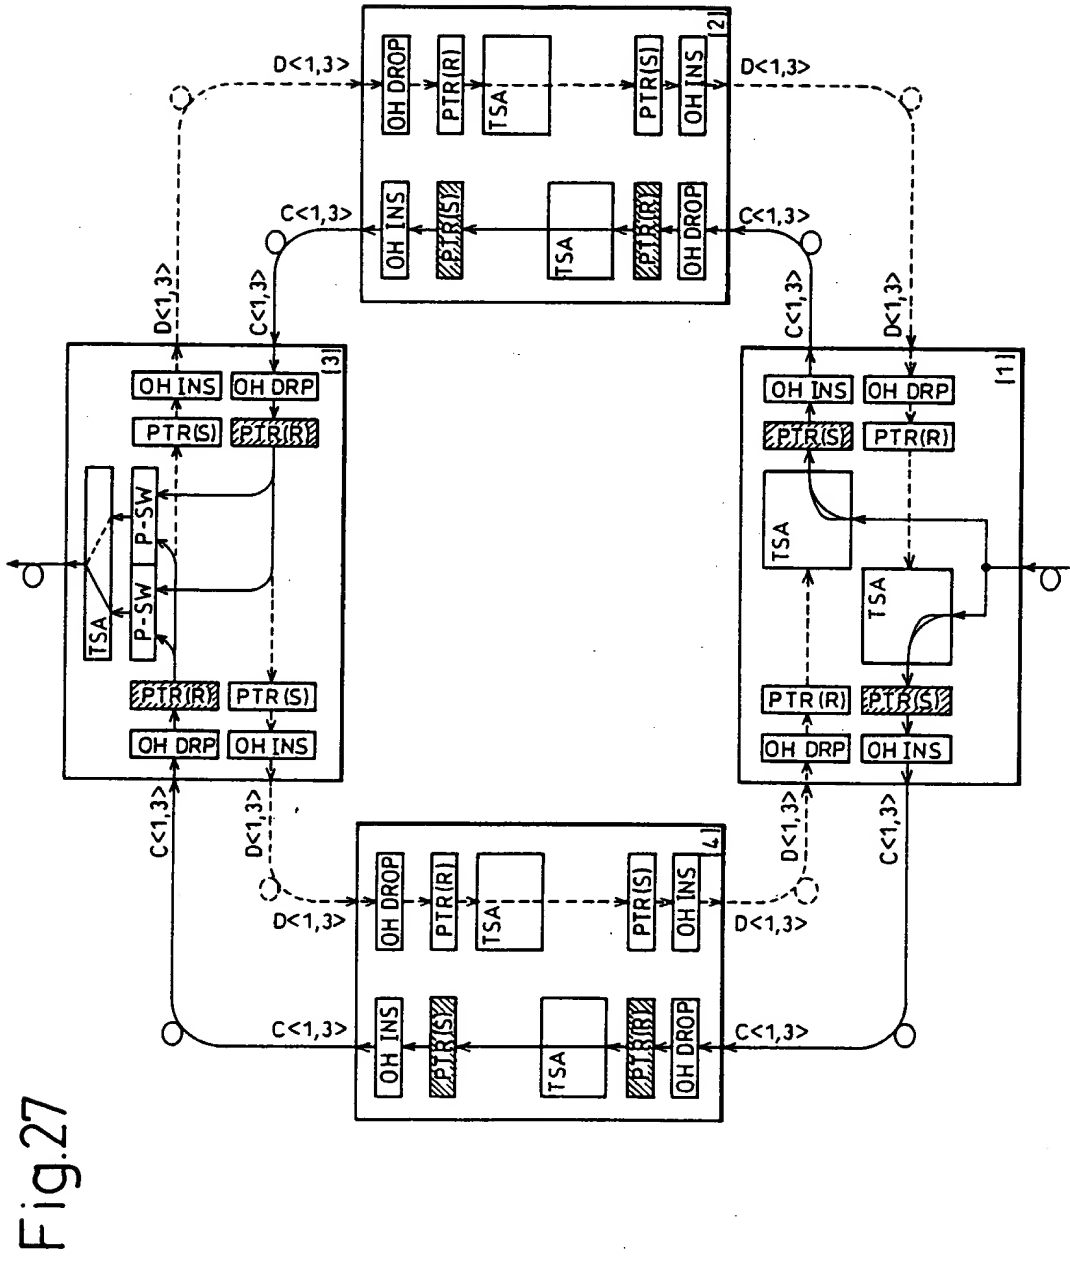 Fig.27
[3]
OH INS
OH DRP
PTR(S)
PTR(R)
TSA
P-SW
P-SW
PTR(R)
PTR(S)
OH DRP
OH INS
D<1,3>
C<1,3>
C<1,3>
D<1,3>
[2]
OH DROP
PTR(R)
TSA
PTR(S)
OH INS
OH INS
PTR(S)
TSA
PTR(R)
OH DROP
D<1,3>
D<1,3>
C<1,3>
C<1,3>
[4]
OH DROP
PTR(R)
TSA
PTR(S)
OH INS
OH INS
PTR(S)
TSA
PTR(R)
OH DROP
D<1,3>
D<1,3>
C<1,3>
C<1,3>
[1]
OH INS
OH DRP
PTR(S)
PTR(R)
TSA
TSA
PTR(R)
PTR(S)
OH DRP
OH INS
C<1,3>
D<1,3>
D<1,3>
C<1,3>